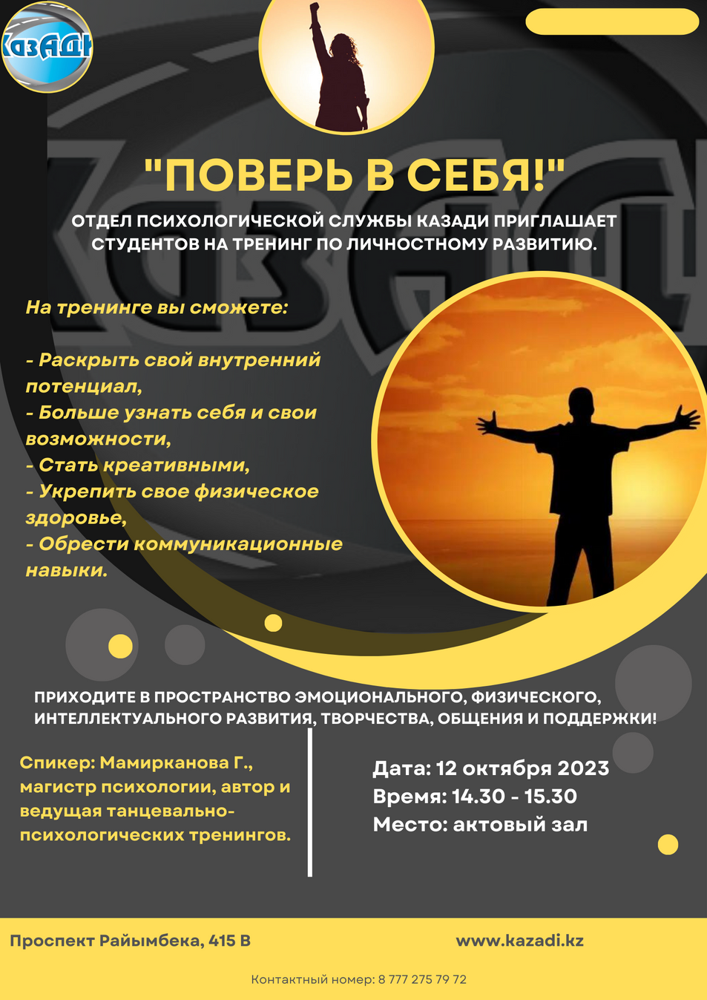 КазАДИ
"ПОВЕРЬ В СЕБЯ!"
ОТДЕЛ ПСИХОЛОГИЧЕСКОЙ СЛУЖБЫ КАЗАДИ ПРИГЛАШАЕТ
СТУДЕНТОВ НА ТРЕНИНГ ПО ЛИЧНОСТНОМУ РАЗВИТИЮ.
На тренинге вы сможете:
- Раскрыть свой внутренний
потенциал,
- Больше узнать себя и свои
возможности,
- Стать креативными,
- Укрепить свое физическое
здоровье,
- Обрести коммуникационные
навыки.
ПРИХОДИТЕ В ПРОСТРАНСТВО ЭМОЦИОНАЛЬНОГО, ФИЗИЧЕСКОГО,
ИНТЕЛЛЕКТУАЛЬНОГО РАЗВИТИЯ, ТВОРЧЕСТВА, ОБЩЕНИЯ И ПОДДЕРЖКИ!
Спикер: Мамирканова Г.,
магистр психологии, автор и
ведущая танцевально-
психологических тренингов.
Дата: 12 октября 2023
Время: 14.30 - 15.30
Место: актовый зал
Проспект Райымбека, 415 В
www.kazadi.kz
Контактный номер: 8 777 275 79 72